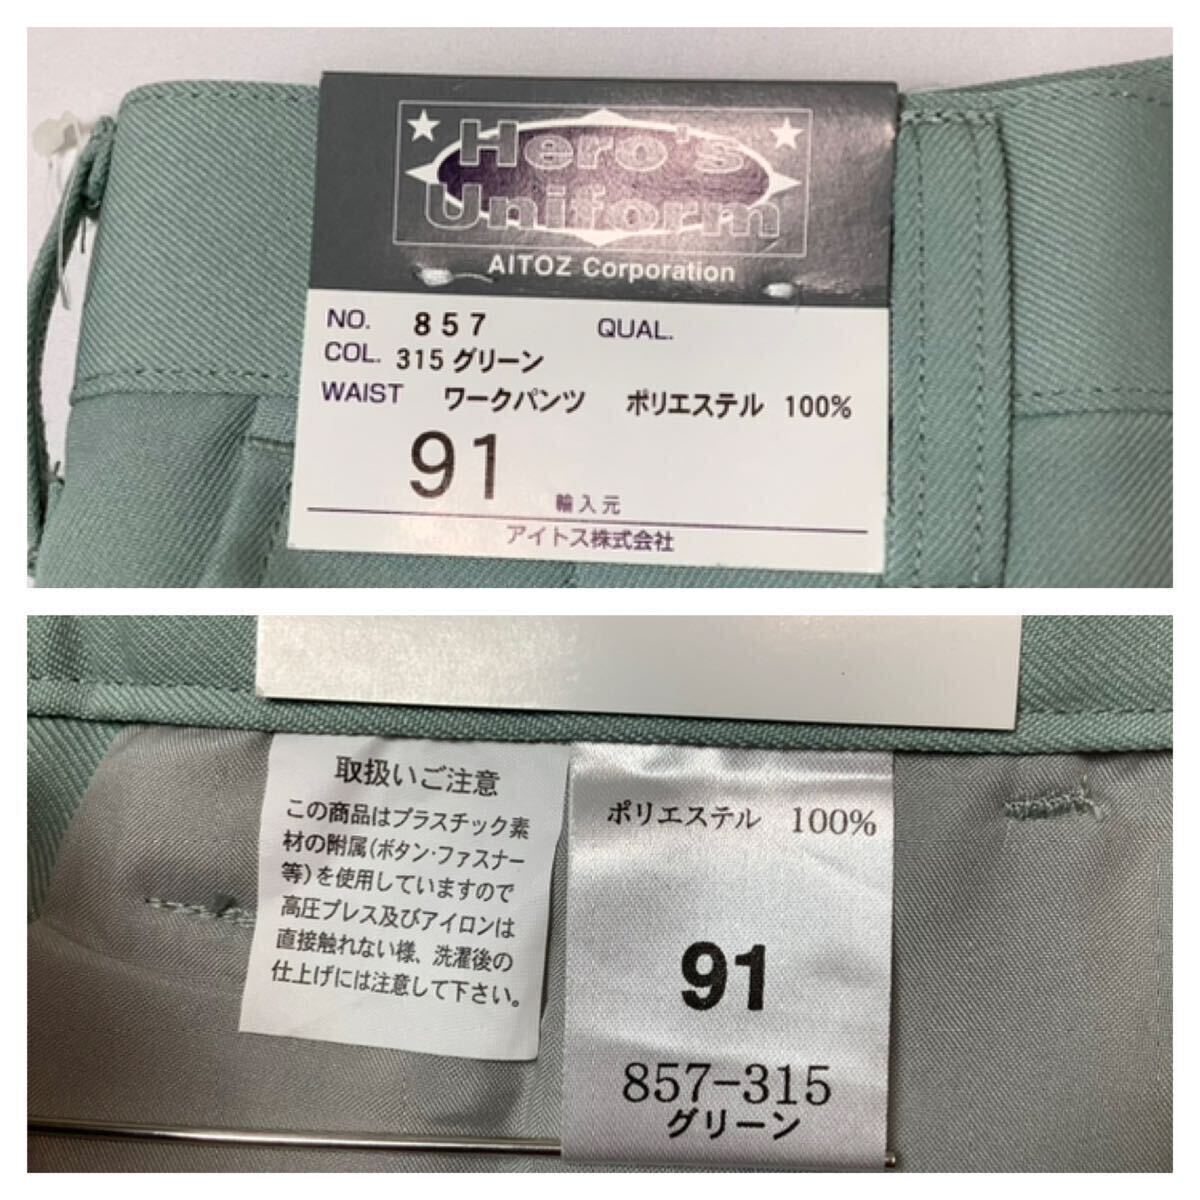 Hero's
Uniform
AITOZ Corporation
NO. 857 QUAL.
COL. 315 グリーン
WAIST ワークパンツ ポリエステル 100%
91
輸入元
アイトス株式会社
取扱いご注意
この商品はプラスチック素
材の附属(ボタン・ファスナー
等)を使用していますので
高圧プレス及びアイロンは
直接触れない様、洗濯後の
仕上げには注意して下さい。
ポリエステル 100%
91
857-315
グリーン